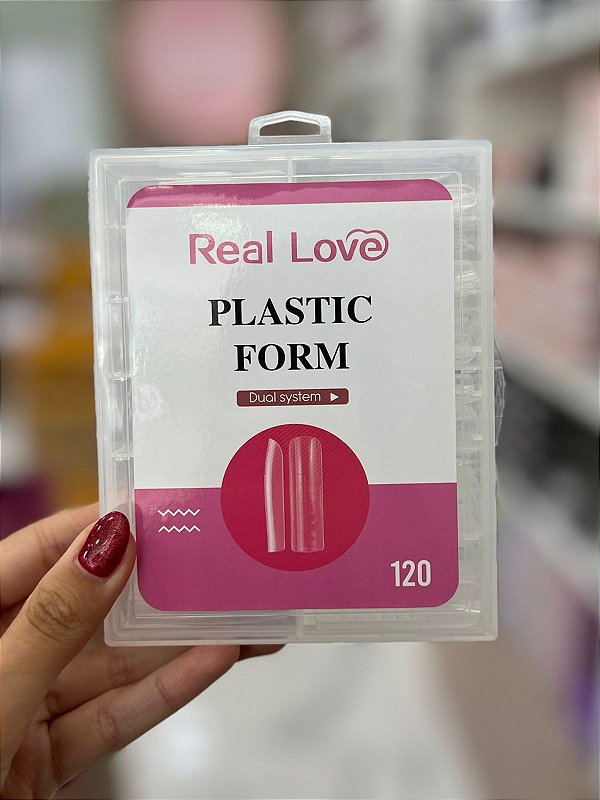 Real Love
PLASTIC
FORM
Dual system
120